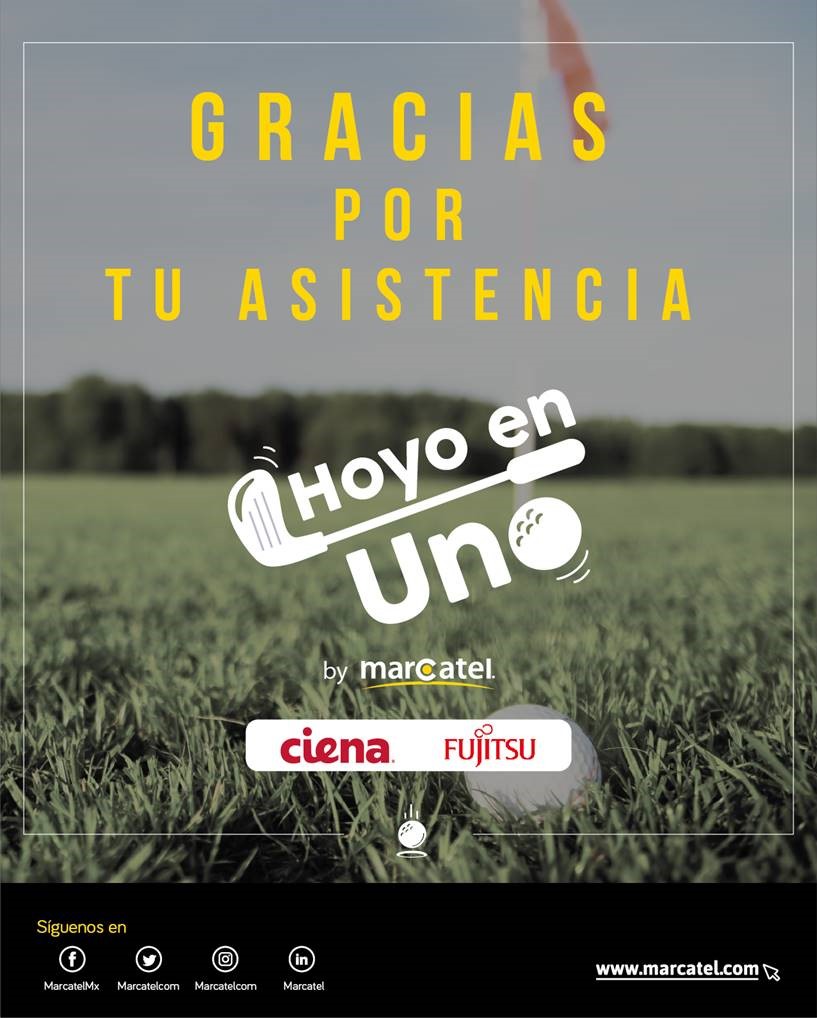 GRACIAS
POR
TU ASISTENCIA
Hoyo en
Uno
by marcatel.
ciena. FUJITSU
Síguenos en
MarcatelMx Marcatelcom Marcatelcom Marcatel
www.marcatel.com